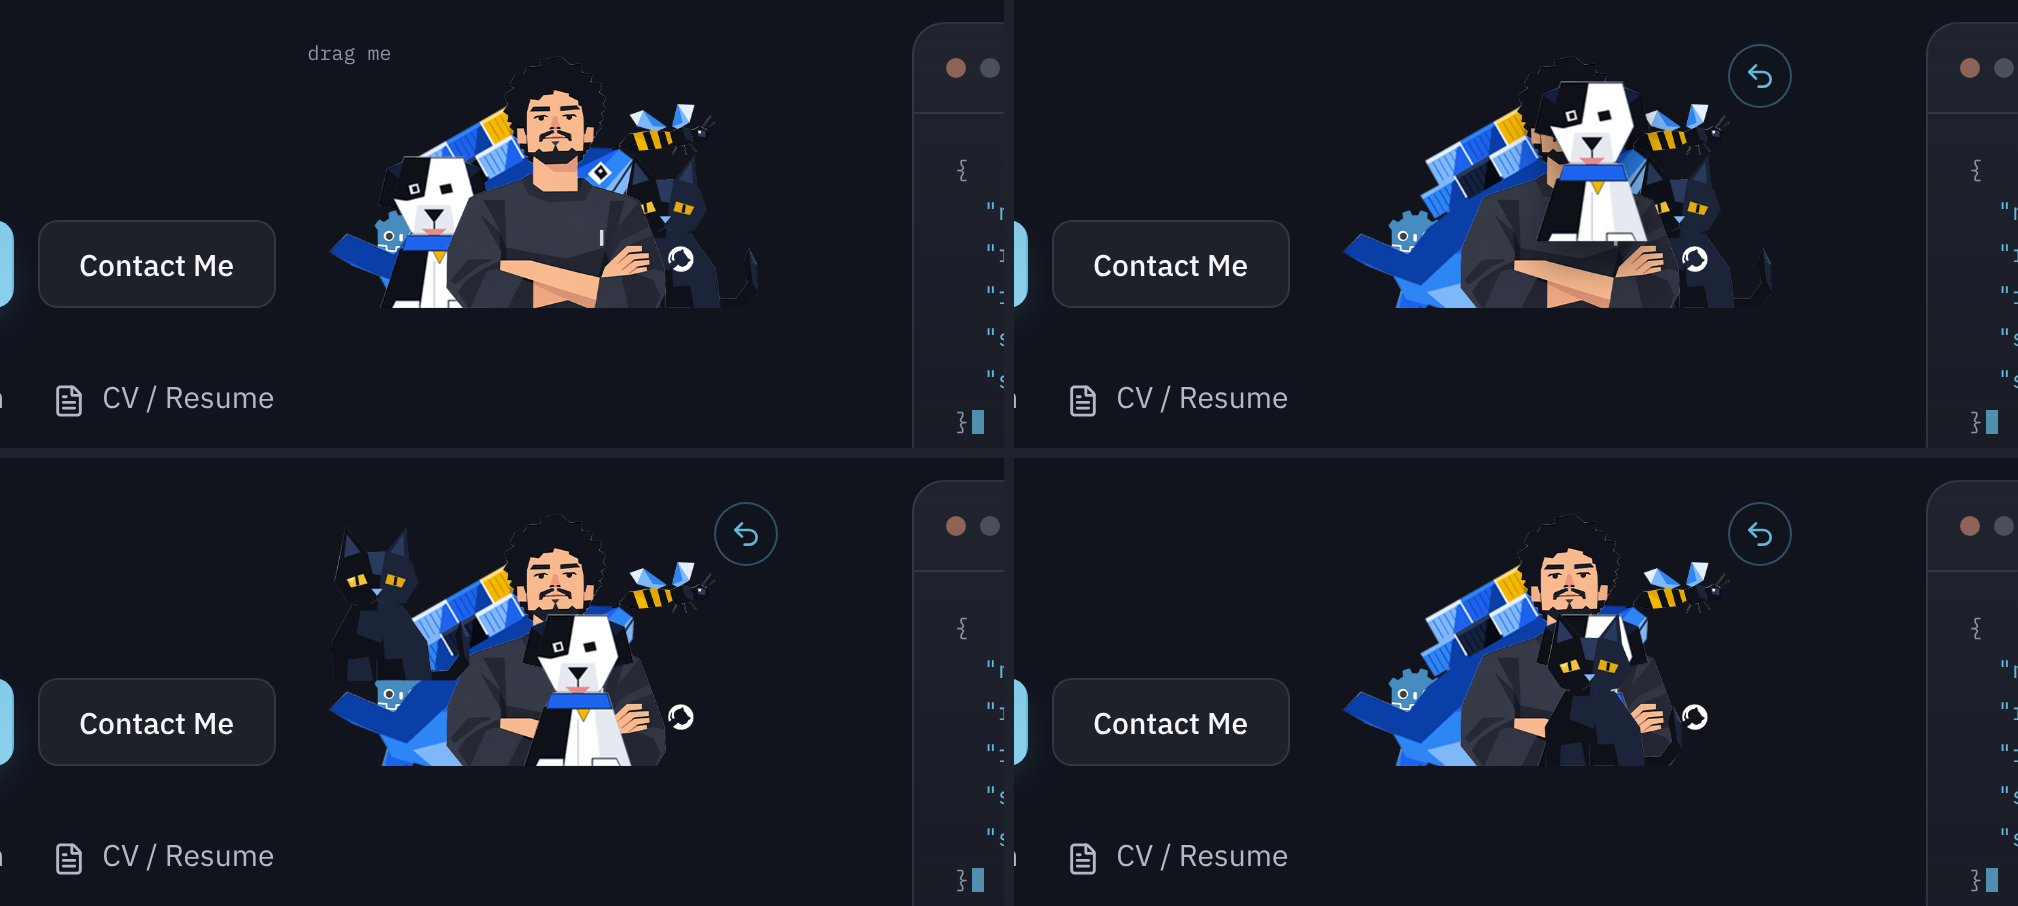 drag me
{
"r
Contact Me
"s
"s
CV / Resume
}
{
"r
Contact Me
"s
"s
CV / Resume
}
{
"r
Contact Me
"s
"s
CV / Resume
}
{
"r
Contact Me
"s
"s
CV / Resume
}